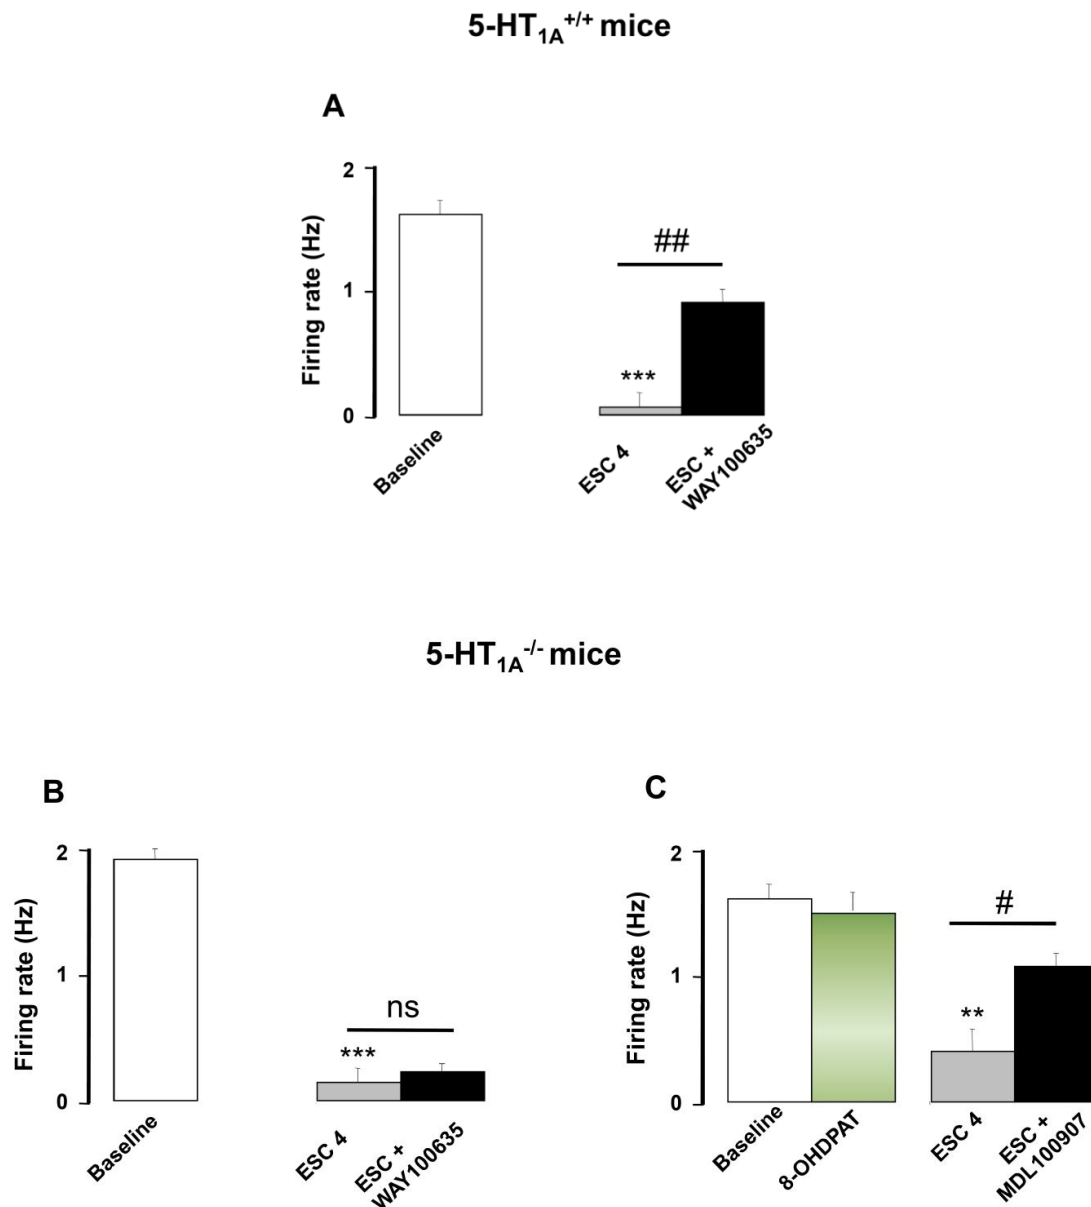 5-HT1A+/+ mice
A
Firing rate (Hz)
2
1
0
##
***
Baseline
ESC 4
ESC +
WAY100635
5-HT1A-/- mice
B
Firing rate (Hz)
2
1
0
ns
***
Baseline
ESC 4
ESC +
WAY100635
C
Firing rate (Hz)
2
1
0
#
**
Baseline
8-OHDPAT
ESC 4
ESC +
MDL100907